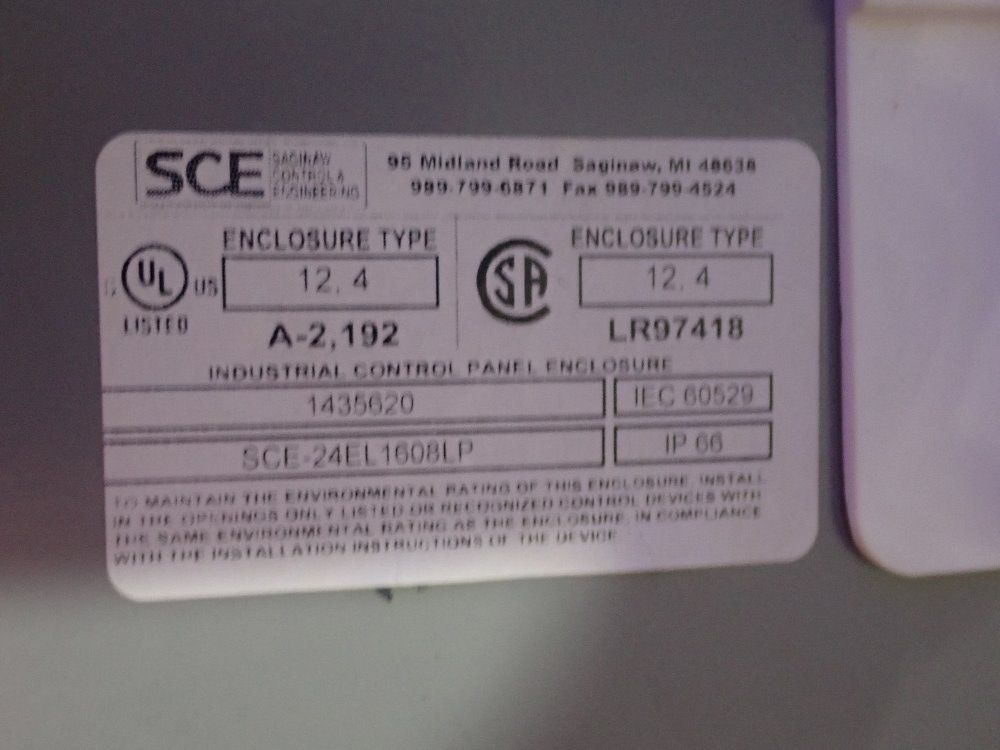 SCE SAGINAW CONTROL & ENGINEERING
95 Midland Road Saginaw, MI 48638
989-799-6871 Fax 989-799-4524
ENCLOSURE TYPE
12, 4
UL US
LISTED
A-2,192
ENCLOSURE TYPE
SA
12, 4
LR97418
INDUSTRIAL CONTROL PANEL ENCLOSURE
1435620
IEC 60529
SCE-24EL1608LP
IP 66
TO MAINTAIN THE ENVIRONMENTAL RATING OF THIS ENCLOSURE, INSTALL
IN THE OPENINGS ONLY LISTED OR RECOGNIZED CONTROL DEVICES WITH
THE SAME ENVIRONMENTAL RATING AS THE ENCLOSURE, IN COMPLIANCE
WITH THE INSTALLATION INSTRUCTIONS OF THE DEVICE